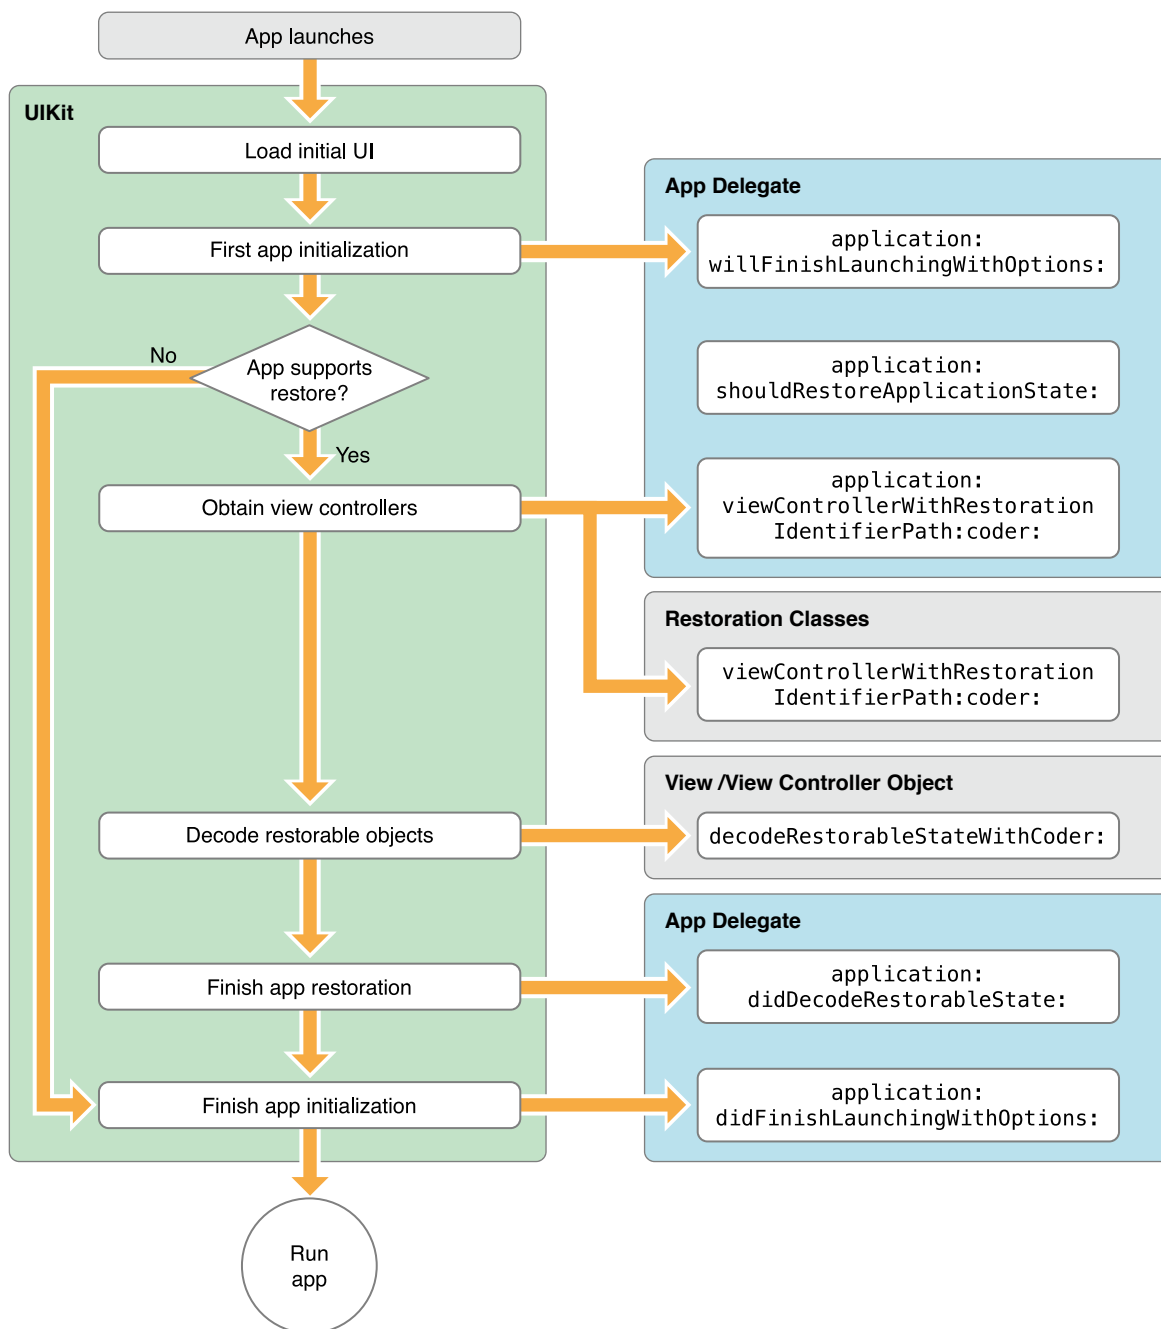 App launches
UIKit
Load initial UI
First app initialization
App supports
restore?
No
Yes
Obtain view controllers
Decode restorable objects
Finish app restoration
Finish app initialization
Run
app
App Delegate
application:
willFinishLaunchingWithOptions:
application:
shouldRestoreApplicationState:
application:
viewControllerWithRestoration
IdentifierPath:coder:
Restoration Classes
viewControllerWithRestoration
IdentifierPath:coder:
View /View Controller Object
decodeRestorableStateWithCoder:
App Delegate
application:
didDecodeRestorableState:
application:
didFinishLaunchingWithOptions: